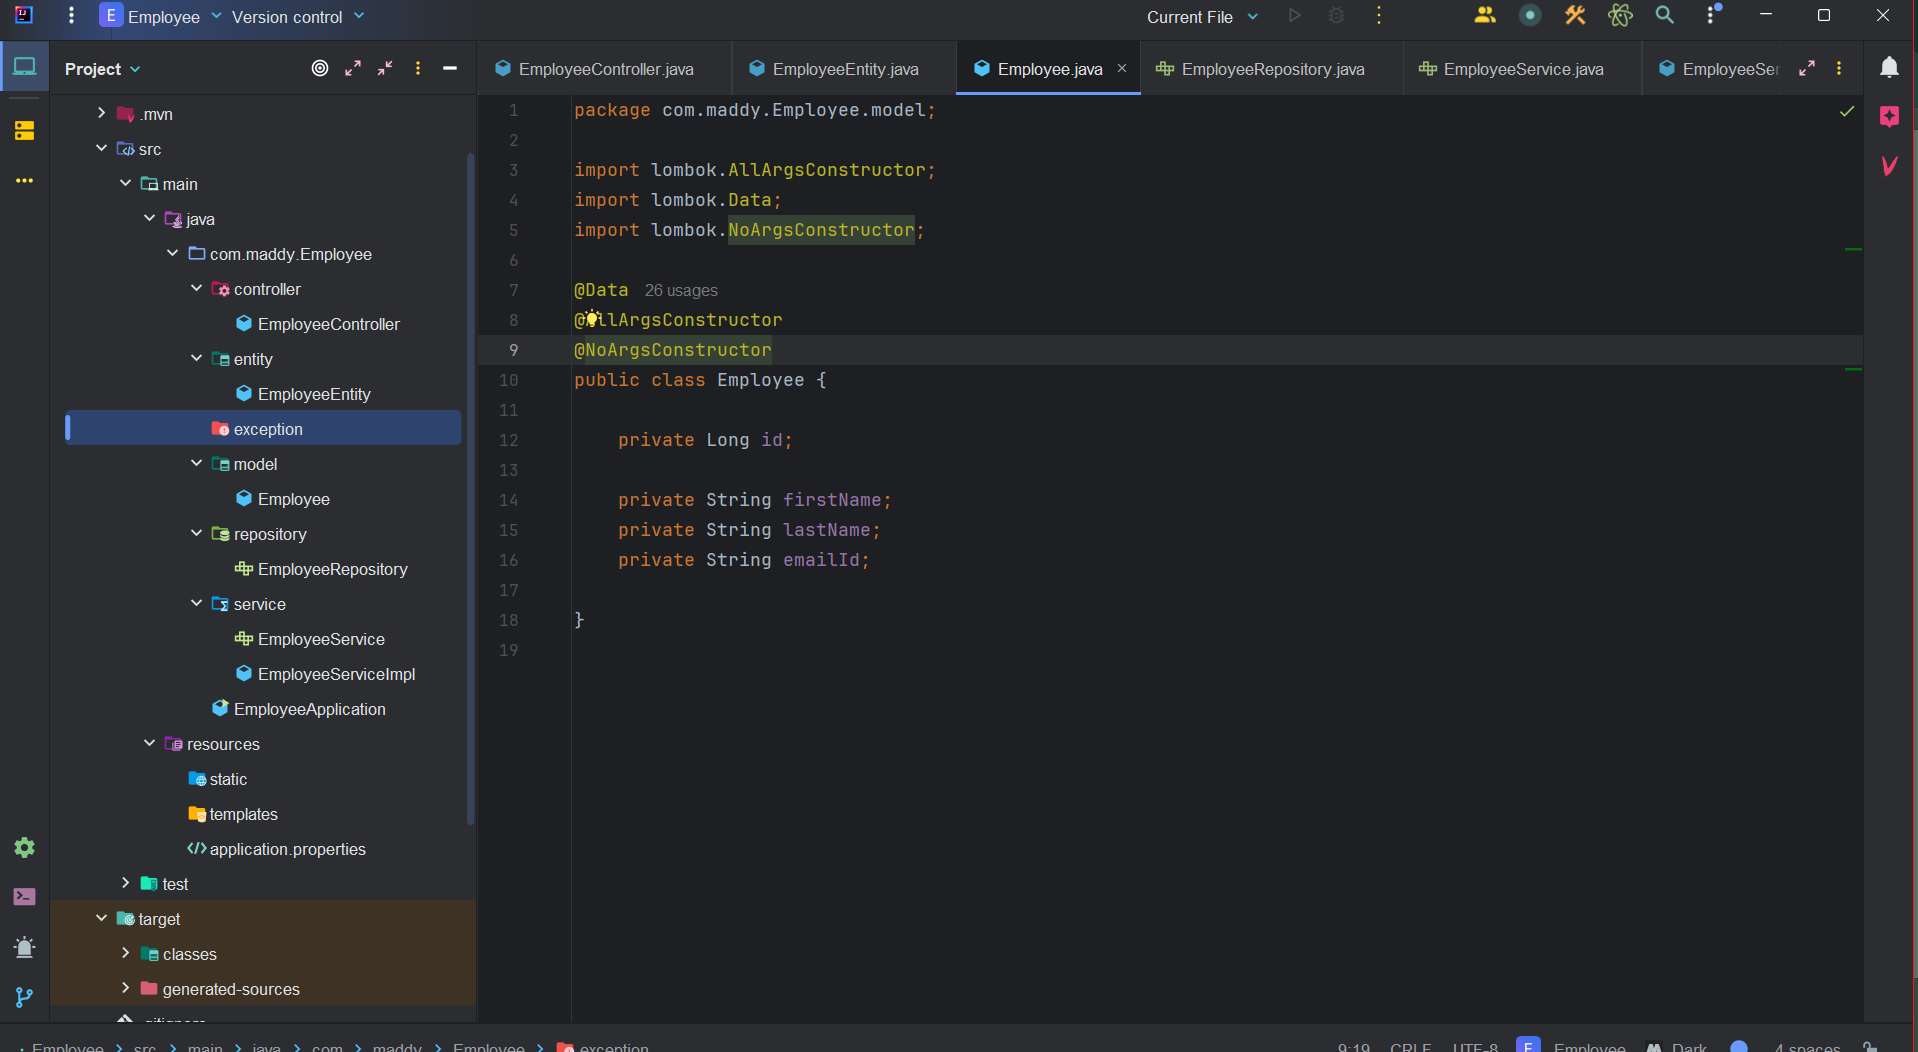 E Employee Version control Current File
Project
EmployeeController.java EmployeeEntity.java Employee.java EmployeeRepository.java EmployeeService.java EmployeeSer
.mvn
src
main
java
com.maddy.Employee
controller
EmployeeController
entity
EmployeeEntity
exception
model
Employee
repository
EmployeeRepository
service
EmployeeService
EmployeeServiceImpl
EmployeeApplication
resources
static
templates
application.properties
test
target
classes
generated-sources
.gitignore
1 package com.maddy.Employee.model;
2
3 import lombok.AllArgsConstructor;
4 import lombok.Data;
5 import lombok.NoArgsConstructor;
6
7 @Data 26 usages
8 @AllArgsConstructor
9 @NoArgsConstructor
10 public class Employee {
11
12 private Long id;
13
14 private String firstName;
15 private String lastName;
16 private String emailId;
17
18 }
19
Employee > src > main > java > com > maddy > Employee > exception 9:19 CRLF UTF-8 E Employee M Dark 4 spaces